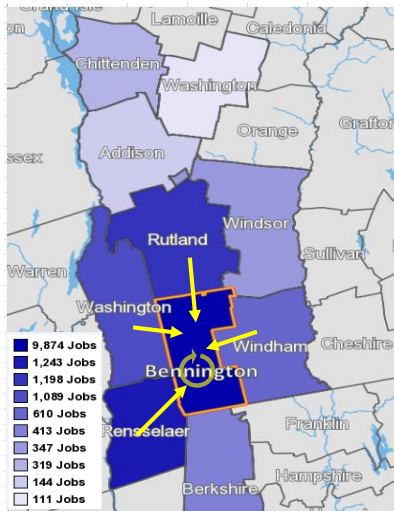 Grand Isle
Lamoille
Caledonia
on
Chittenden
Washington
Orange
Grafton
Addison
ssex
Windsor
Rutland
Sullivan
Warren
Washington
Windham
Cheshire
Bennington
9,874 Jobs
1,243 Jobs
1,198 Jobs
1,089 Jobs
610 Jobs
413 Jobs
347 Jobs
319 Jobs
144 Jobs
111 Jobs
Rensselaer
Franklin
Hampshire
Berkshire